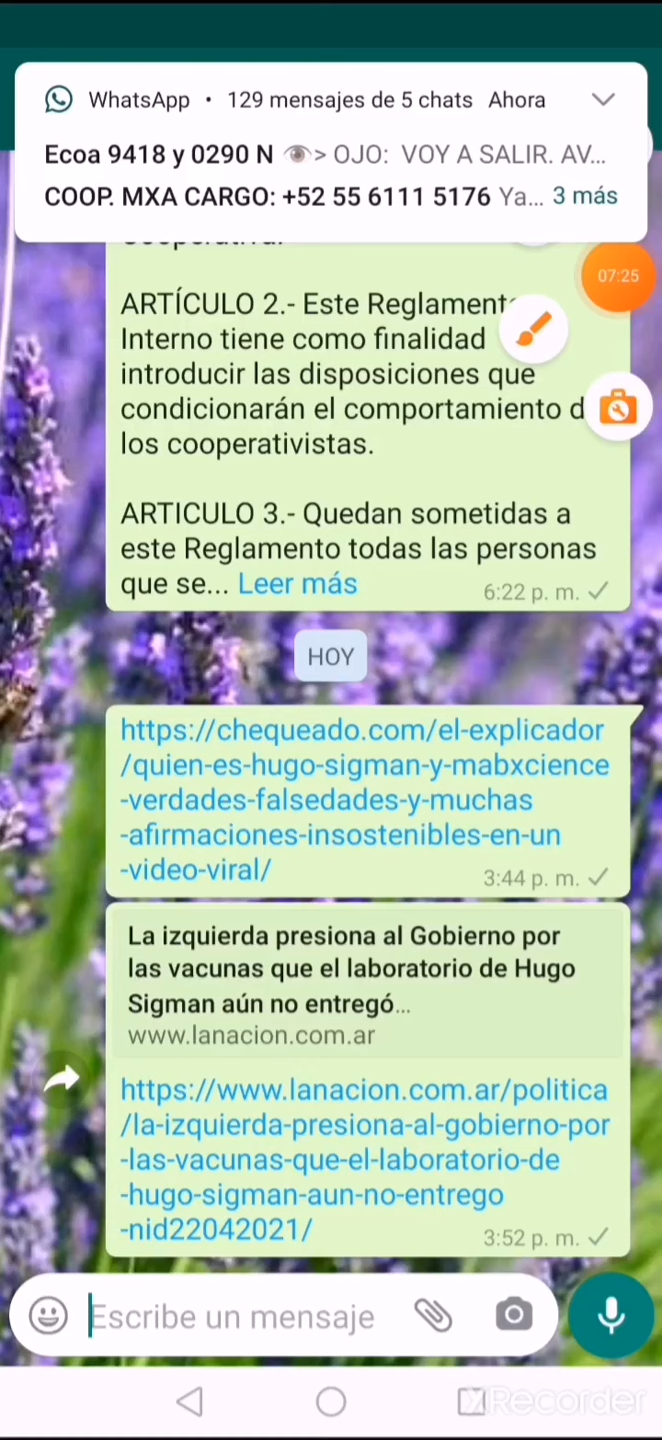 WhatsApp • 129 mensajes de 5 chats Ahora
Ecoa 9418 y 0290 N 👁> OJO: VOY A SALIR. AV...
COOP. MXA CARGO: +52 55 6111 5176 Ya... 3 más
07:25
ARTÍCULO 2.- Este Reglamento
Interno tiene como finalidad
introducir las disposiciones que
condicionarán el comportamiento d
los cooperativistas.
ARTICULO 3.- Quedan sometidas a
este Reglamento todas las personas
que se... Leer más
6:22 p. m.
HOY
https://chequeado.com/el-explicador
/quien-es-hugo-sigman-y-mabxcience
-verdades-falsedades-y-muchas
-afirmaciones-insostenibles-en-un
-video-viral/
3:44 p. m.
La izquierda presiona al Gobierno por
las vacunas que el laboratorio de Hugo
Sigman aún no entregó...
www.lanacion.com.ar
https://www.lanacion.com.ar/politica
/la-izquierda-presiona-al-gobierno-por
-las-vacunas-que-el-laboratorio-de
-hugo-sigman-aun-no-entrego
-nid22042021/
3:52 p. m.
Escribe un mensaje
XRecorder